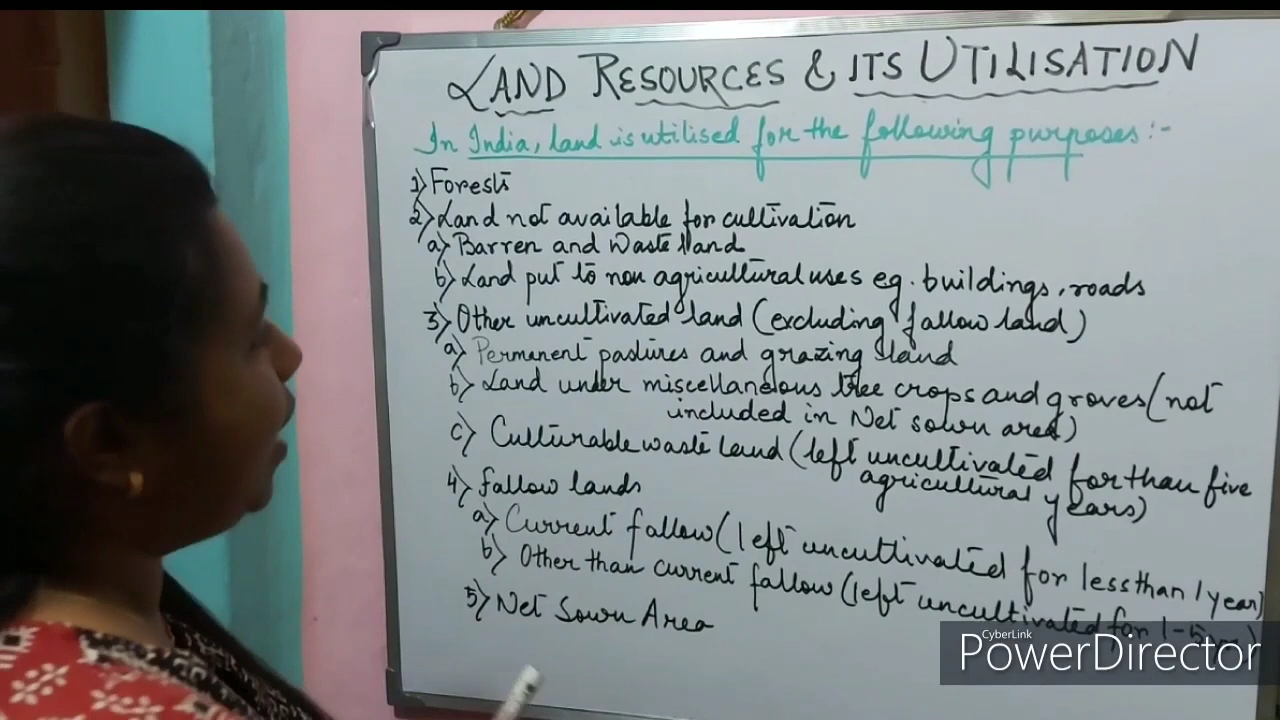 LAND RESOURCES & ITS UTILISATION
In India, land is utilised for the following purposes:-
1) Forests
2) Land not available for cultivation
a) Barren and Waste land
b) Land put to non agricultural uses eg. buildings, roads
3) Other uncultivated land (excluding fallow land)
a) Permanent pastures and grazing land
b) Land under miscellaneous tree crops and groves (not
included in Net sown area)
c) Culturable waste land (left uncultivated for than five
agricultural years)
4) fallow lands
a) Current fallow (left uncultivated for less than 1 year)
b) Other than current fallow (left uncultivated for 1-5
5) Net Sown Area
CyberLink
PowerDirector